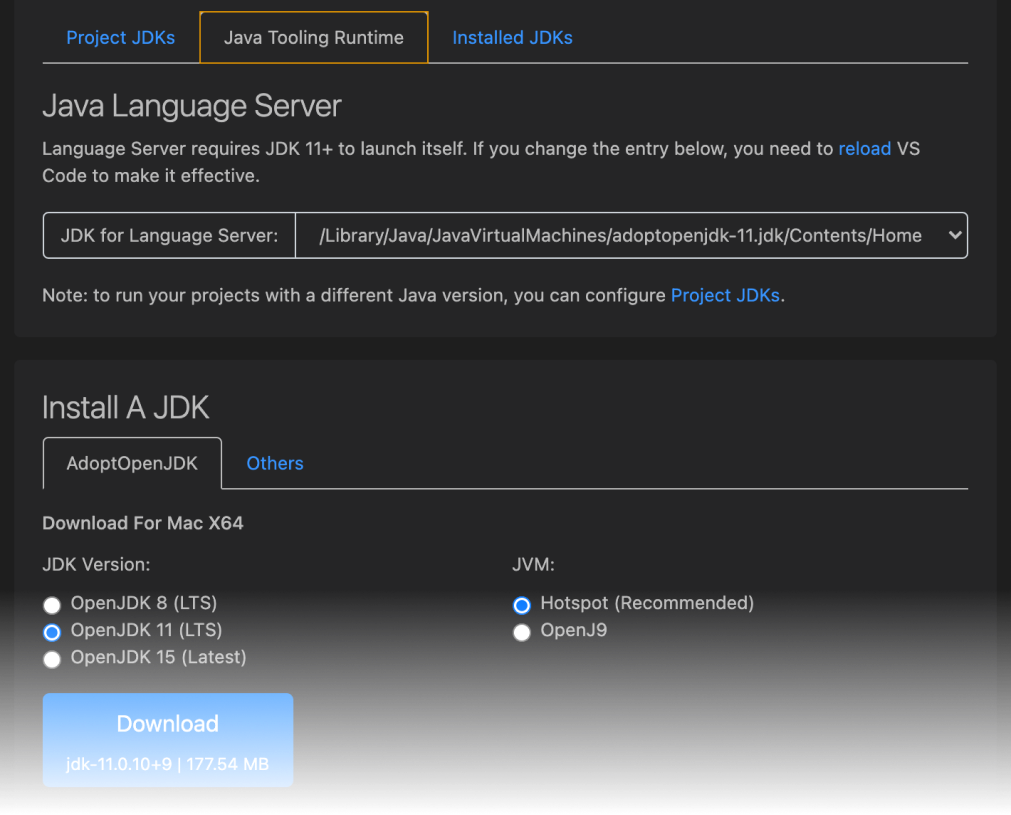 Project JDKs
Java Tooling Runtime
Installed JDKs
Java Language Server
Language Server requires JDK 11+ to launch itself. If you change the entry below, you need to reload VS
Code to make it effective.
JDK for Language Server:
/Library/Java/JavaVirtualMachines/adoptopenjdk-11.jdk/Contents/Home
Note: to run your projects with a different Java version, you can configure Project JDKs.
Install A JDK
AdoptOpenJDK
Others
Download For Mac X64
JDK Version:
OpenJDK 8 (LTS)
OpenJDK 11 (LTS)
OpenJDK 15 (Latest)
JVM:
Hotspot (Recommended)
OpenJ9
Download
jdk-11.0.10+9 | 177.54 MB